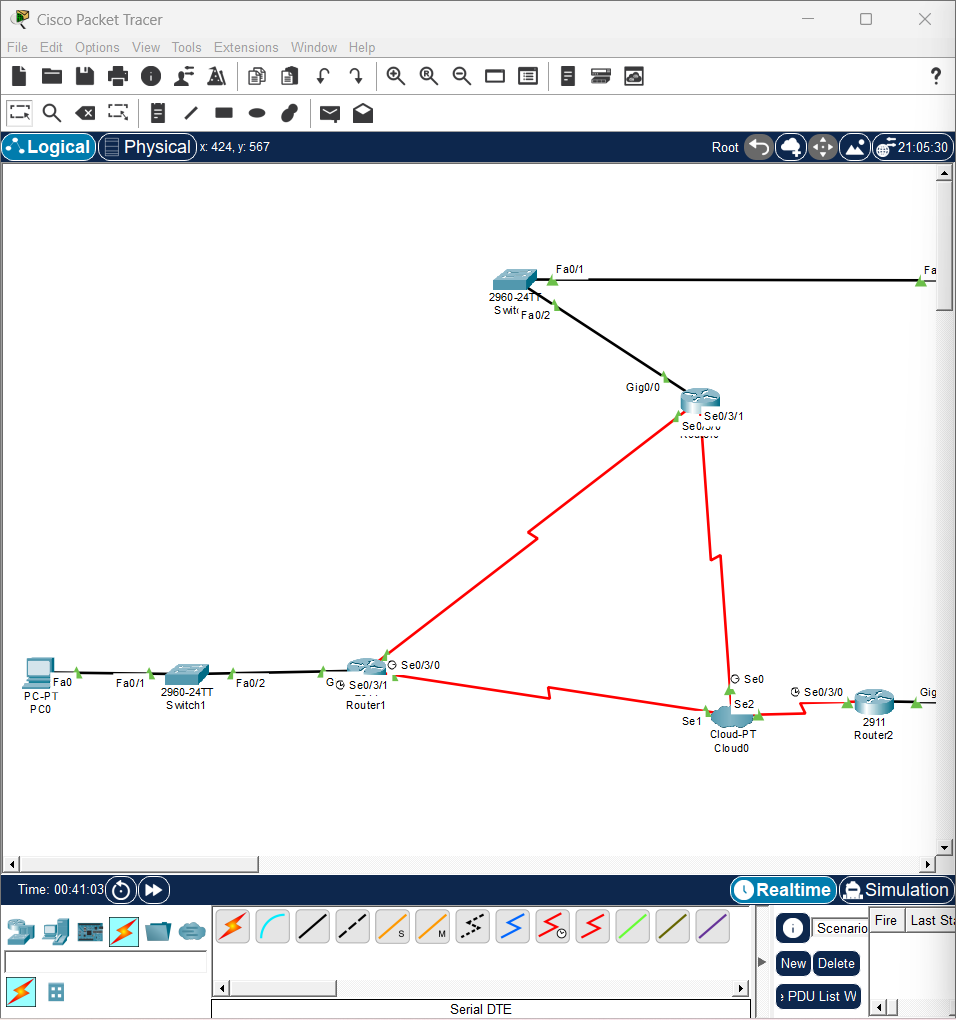 Cisco Packet Tracer
File Edit Options View Tools Extensions Window Help
?
Logical Physical x: 424, y: 567 Root 21:05:30
Fa0/1 Fa
2960-24TT
Fa0/2
Gig0/0
Se0/3/1
Se0/3/0 Se0
Fa0 Fa0/1 Fa0/2 Se0/3/1 Se0/3/0 Gig
PC-PT 2960-24TT Se2
PC0 Switch1 Router1 Se1
Cloud-PT 2911
Cloud0 Router2
Time: 00:41:03 Realtime Simulation
S M
Scenario Fire Last Sta
New Delete
PDU List W
Serial DTE